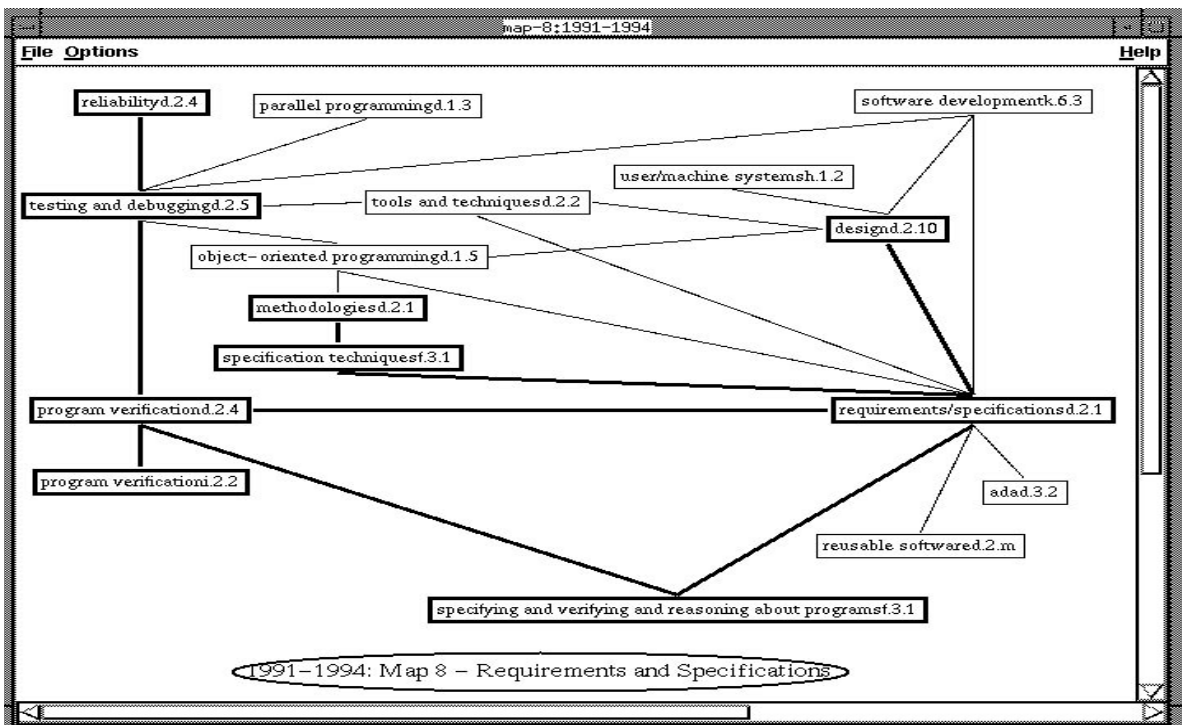 map-8:1991-1994
File Options Help
reliabilityd.2.4
parallel programmingd.1.3
software developmentk.6.3
user/machine systemsh.1.2
testing and debuggingd.2.5
tools and techniquesd.2.2
designd.2.10
object-oriented programmingd.1.5
methodologiesd.2.1
specification techniquesf.3.1
program verificationd.2.4
requirements/specificationsd.2.1
program verificationi.2.2
adad.3.2
reusable softwared.2.m
specifying and verifying and reasoning about programsf.3.1
1991-1994: Map 8 - Requirements and Specifications